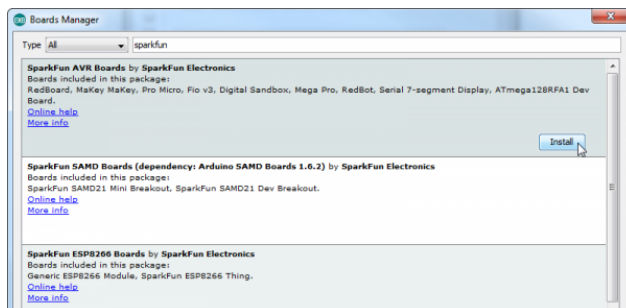 Boards Manager
Type All sparkfun
SparkFun AVR Boards by SparkFun Electronics
Boards included in this package:
RedBoard, MaKey MaKey, Pro Micro, Fio v3, Digital Sandbox, Mega Pro, RedBot, Serial 7-segment Display, ATmega128RFA1 Dev
Board.
Online help
More info
Install
SparkFun SAMD Boards (dependency: Arduino SAMD Boards 1.6.2) by SparkFun Electronics
Boards included in this package:
SparkFun SAMD21 Mini Breakout, SparkFun SAMD21 Dev Breakout.
Online help
More info
SparkFun ESP8266 Boards by SparkFun Electronics
Boards included in this package:
Generic ESP8266 Module, SparkFun ESP8266 Thing.
Online help
More info